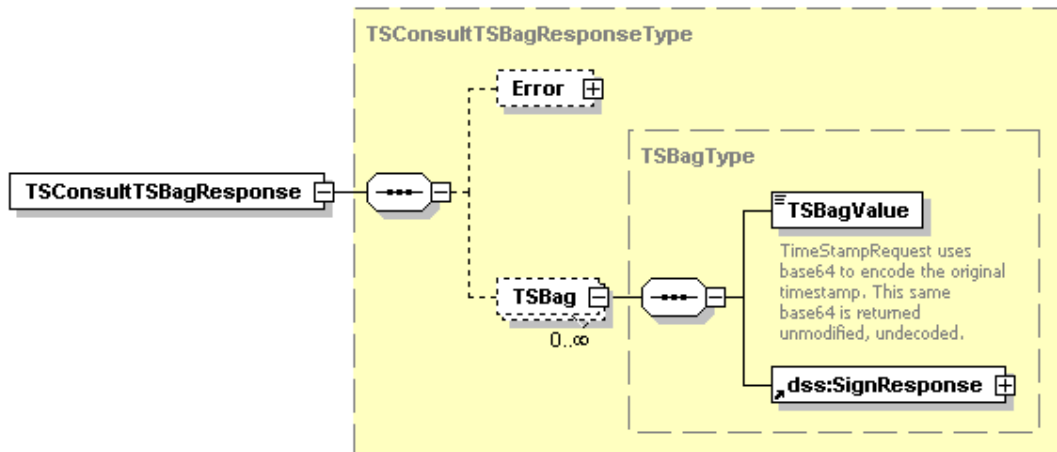 TSConsultTSBagResponseType
Error
TSBagType
TSConsultTSBagResponse
TSBagValue
TimeStampRequest uses
base64 to encode the original
timestamp. This same
base64 is returned
unmodified, undecoded.
TSBag
0..∞
dss:SignResponse